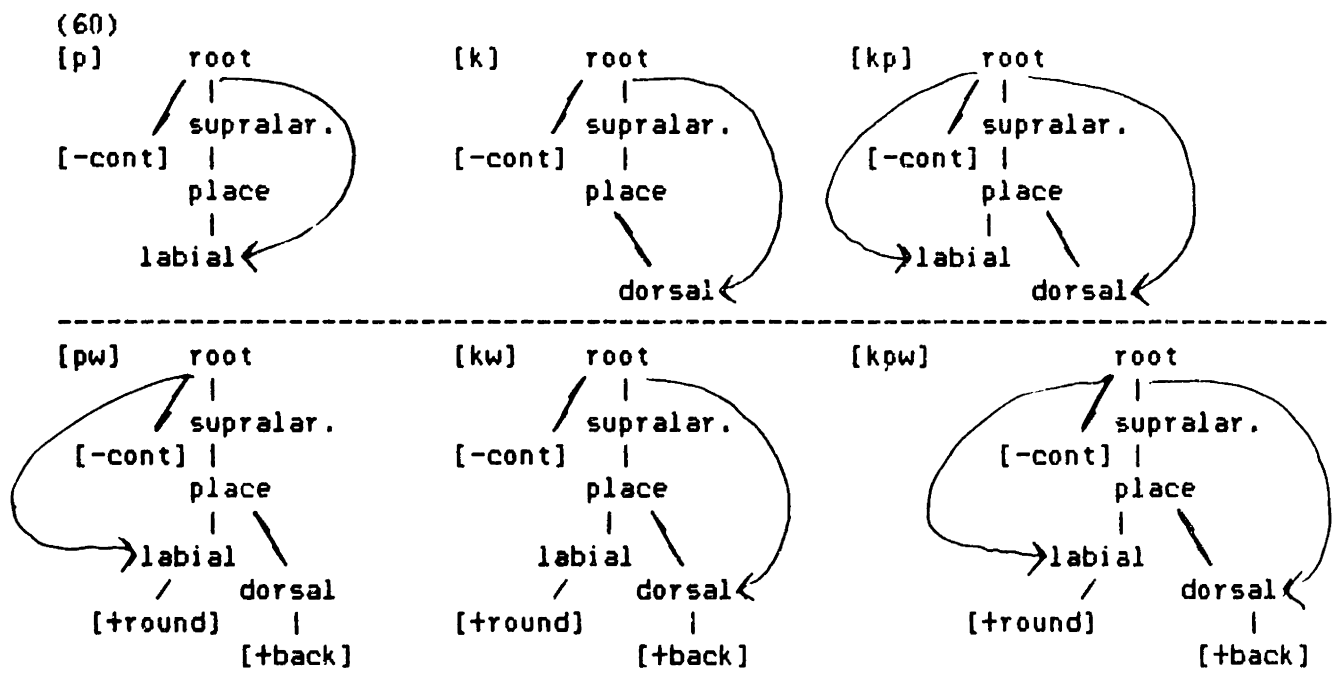 (60)
[p] root [k] root [kp] root
supralar. supralar. supralar.
[-cont] [-cont] [-cont]
place place place
labial labial
dorsal dorsal
[pw] root [kw] root [kpw] root
supralar. supralar. supralar.
[-cont] [-cont] [-cont]
place place place
labial labial labial
dorsal dorsal dorsal
[+round] [+round] [+round]
[+back] [+back] [+back]